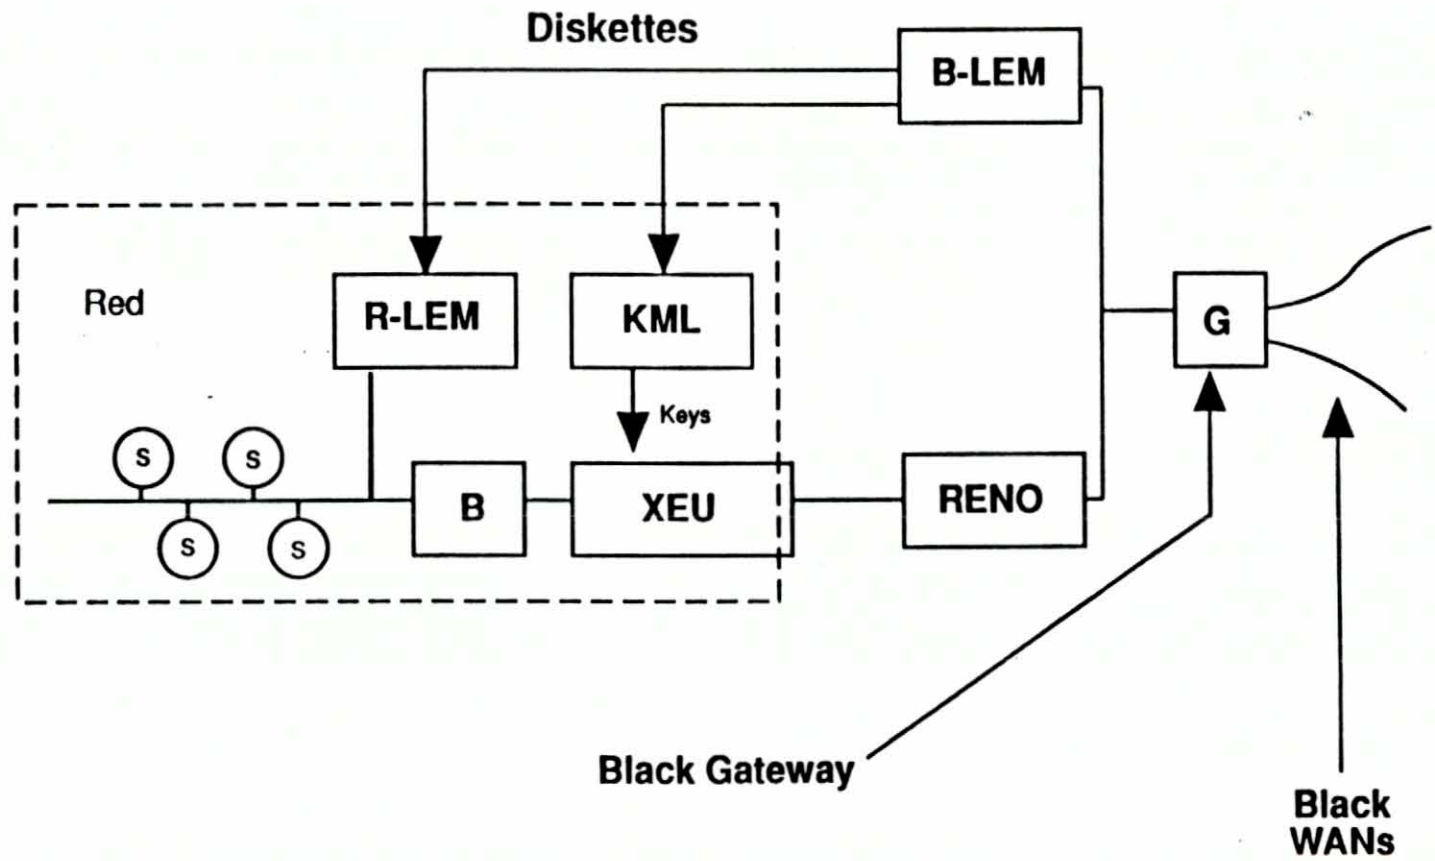 Diskettes
B-LEM
Red
R-LEM
KML
G
Keys
S
S
B
XEU
RENO
S
S
Black Gateway
Black
WANs